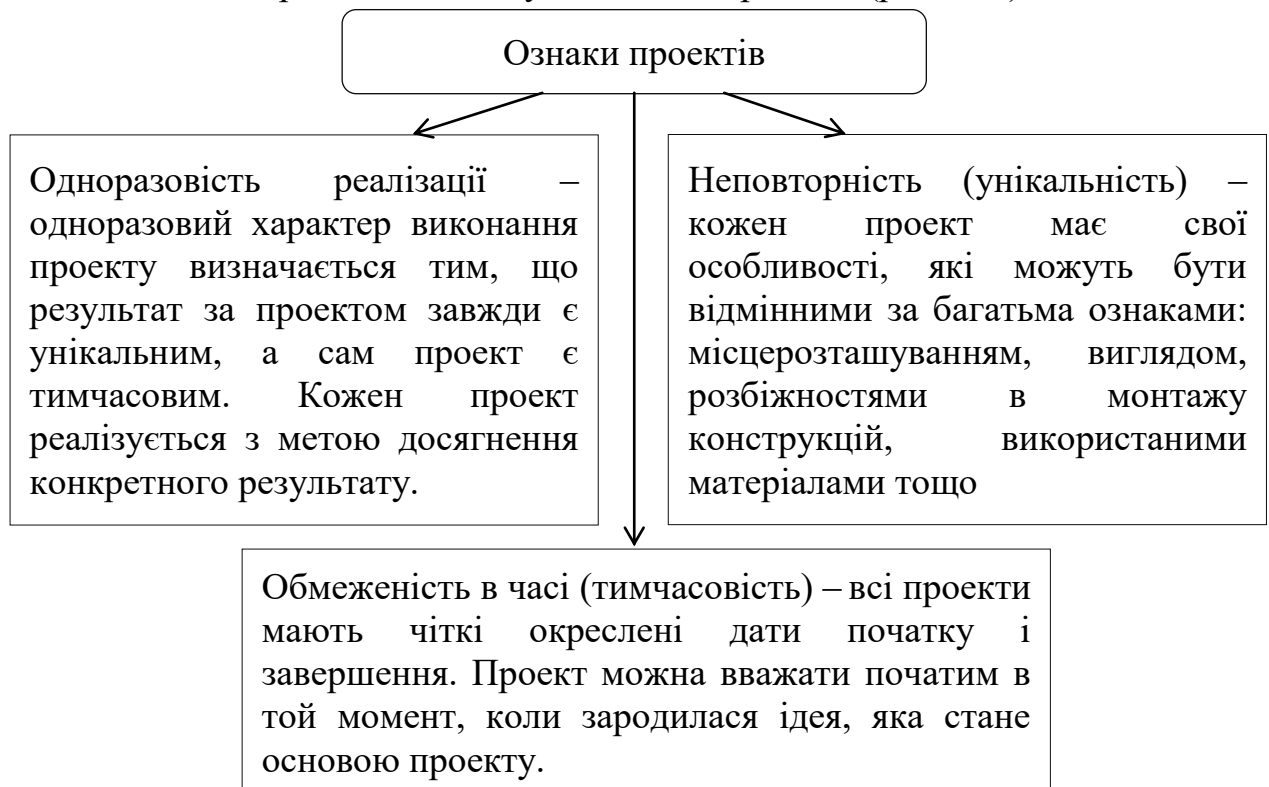 Ознаки проектів
Одноразовість реалізації –
одноразовий характер виконання
проекту визначається тим, що
результат за проектом завжди є
унікальним, а сам проект є
тимчасовим. Кожен проект
реалізується з метою досягнення
конкретного результату.
Неповторність (унікальність) –
кожен проект має свої
особливості, які можуть бути
відмінними за багатьма ознаками:
місцерозташуванням, виглядом,
розбіжностями в монтажу
конструкцій, використаними
матеріалами тощо
Обмеженість в часі (тимчасовість) – всі проекти
мають чіткі окреслені дати початку і
завершення. Проект можна вважати початим в
той момент, коли зародилася ідея, яка стане
основою проекту.